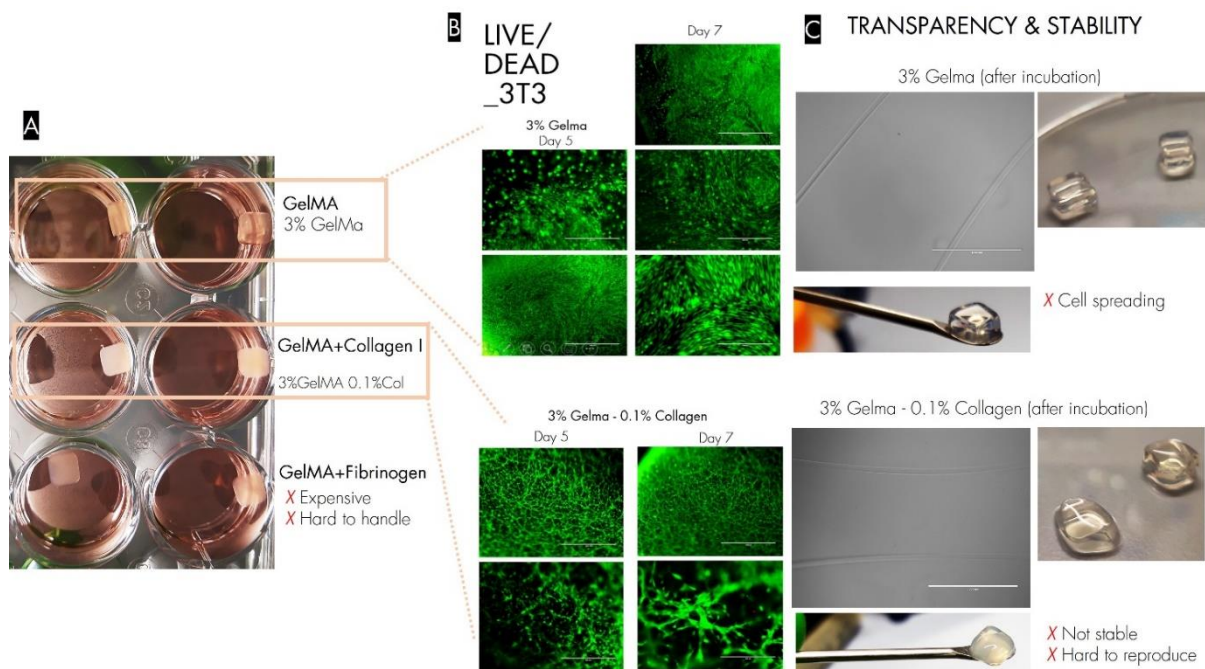 A
GelMA
3% GelMa
GelMA+Collagen I
3%GelMA 0.1%Col
GelMA+Fibrinogen
X Expensive
X Hard to handle
B
LIVE/
DEAD
_3T3
Day 7
3% Gelma
Day 5
3% Gelma - 0.1% Collagen
Day 5
Day 7
C
TRANSPARENCY & STABILITY
3% Gelma (after incubation)
X Cell spreading
3% Gelma - 0.1% Collagen (after incubation)
X Not stable
X Hard to reproduce